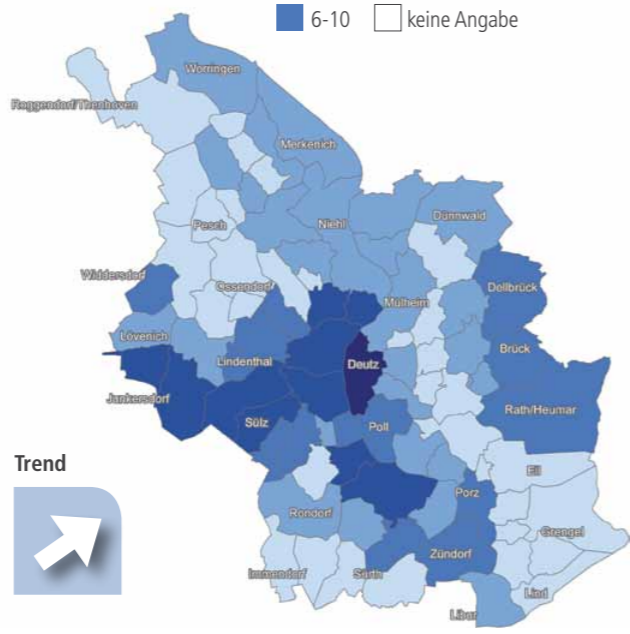 6-10 keine Angabe
Worringen
Roggendorf/Thenhoven
Merkenich
Niehl
Dünnwald
Pesch
Widdersdorf
Ossendorf
Dellbrück
Mülheim
Lövenich
Brück
Lindenthal
Deutz
Junkersdorf
Rath/Heumar
Sülz
Poll
Trend
Eil
Porz
Rondorf
Grengel
Zündorf
Immendorf
Sürth
Lind
Libur